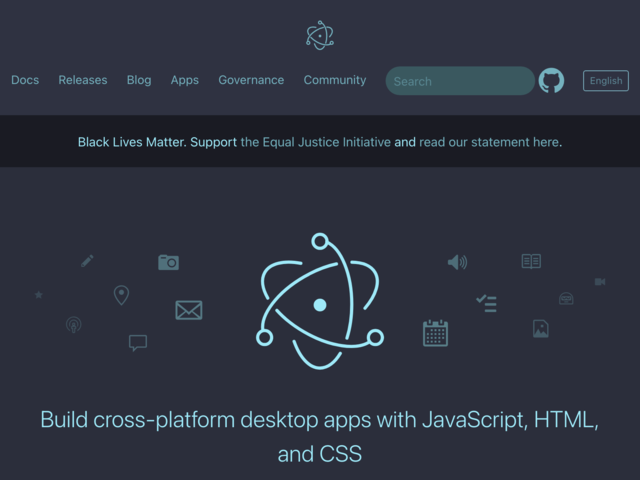 Docs Releases Blog Apps Governance Community Search English
Black Lives Matter. Support the Equal Justice Initiative and read our statement here.
Build cross-platform desktop apps with JavaScript, HTML,
and CSS